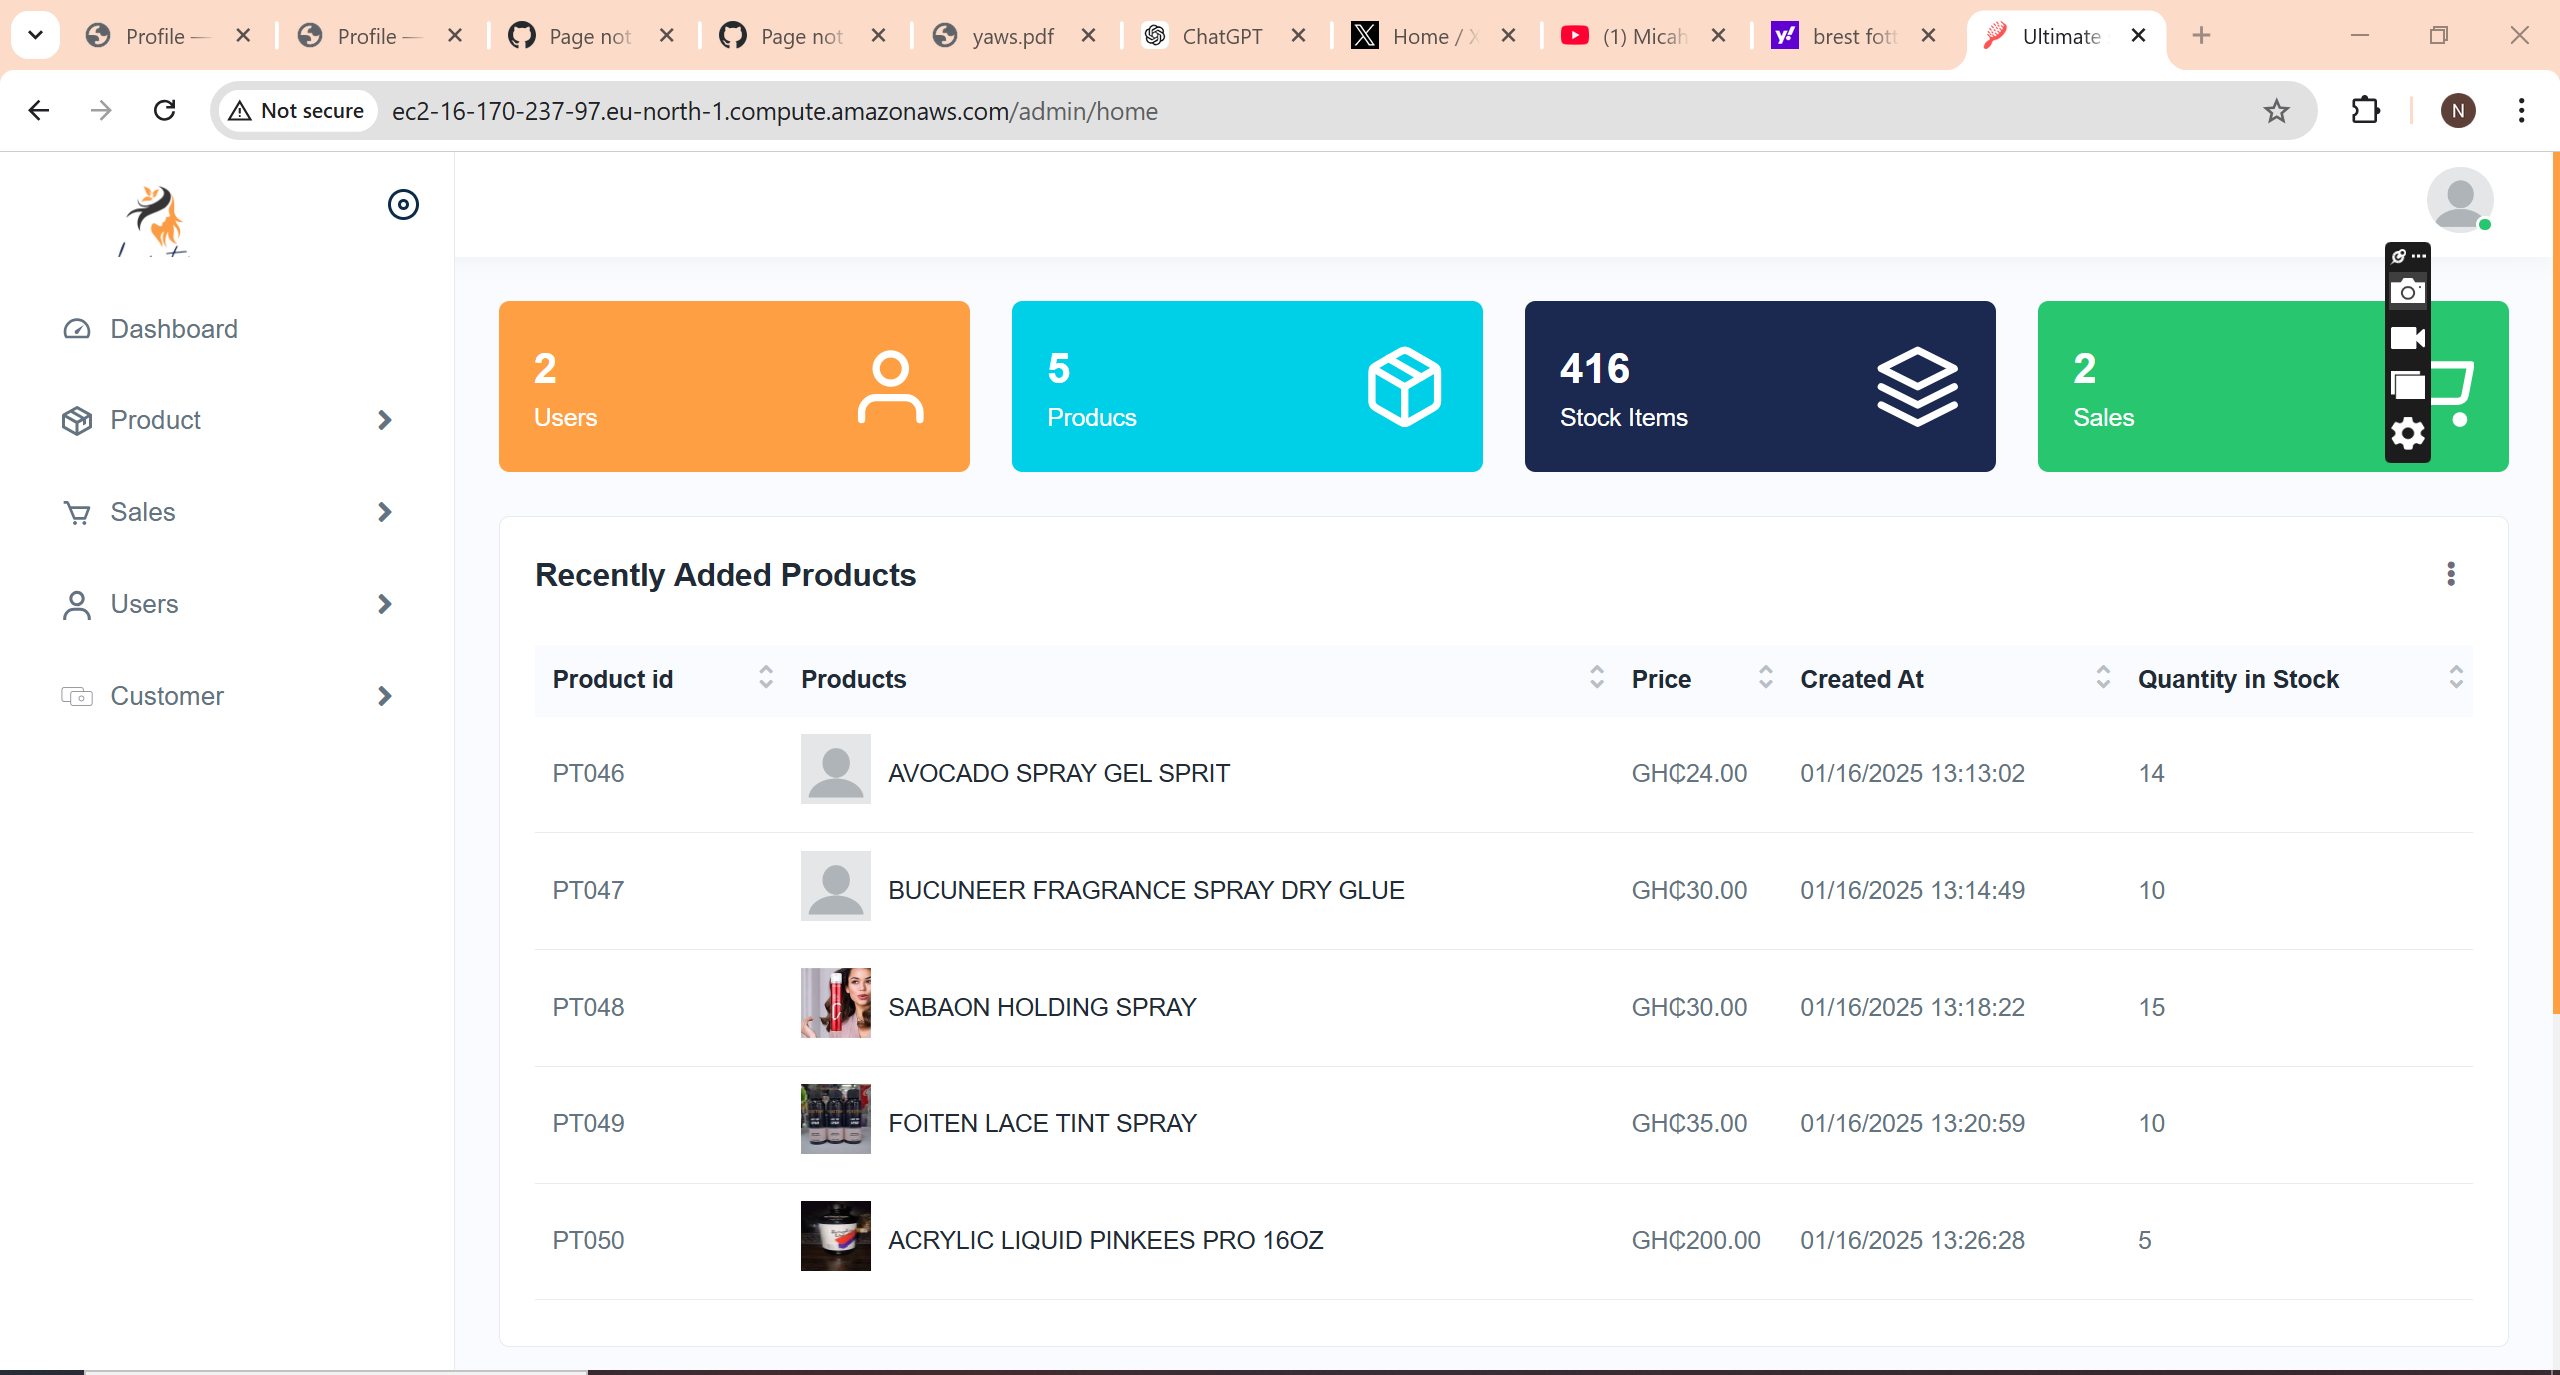 Profile —
Profile —
Page not
Page not
yaws.pdf
ChatGPT
Home / X
(1) Micah
brest fott
Ultimate
Not secure
ec2-16-170-237-97.eu-north-1.compute.amazonaws.com/admin/home
N
Dashboard
Product
Sales
Users
Customer
2
Users
5
Producs
416
Stock Items
2
Sales
Recently Added Products
Product id Products Price Created At Quantity in Stock
PT046 AVOCADO SPRAY GEL SPRIT GH₵24.00 01/16/2025 13:13:02 14
PT047 BUCUNEER FRAGRANCE SPRAY DRY GLUE GH₵30.00 01/16/2025 13:14:49 10
PT048 SABAON HOLDING SPRAY GH₵30.00 01/16/2025 13:18:22 15
PT049 FOITEN LACE TINT SPRAY GH₵35.00 01/16/2025 13:20:59 10
PT050 ACRYLIC LIQUID PINKEES PRO 16OZ GH₵200.00 01/16/2025 13:26:28 5